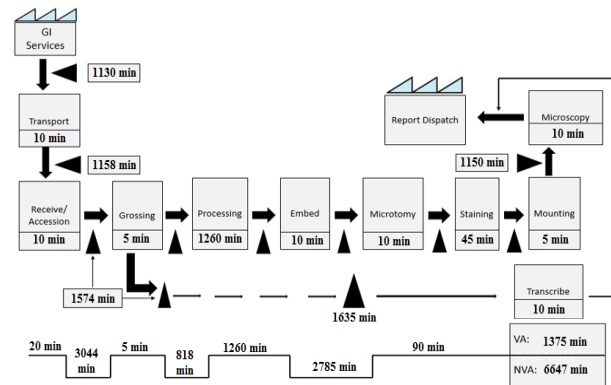 GI
Services
1130 min
Transport
10 min
1158 min
Report Dispatch
Microscopy
10 min
1150 min
Receive/
Accession
10 min
Grossing
5 min
Processing
1260 min
Embed
10 min
Microtomy
10 min
Staining
45 min
Mounting
5 min
1574 min
1635 min
Transcribe
10 min
20 min
3044
min
5 min
818
min
1260 min
2785 min
90 min
VA: 1375 min
NVA: 6647 min